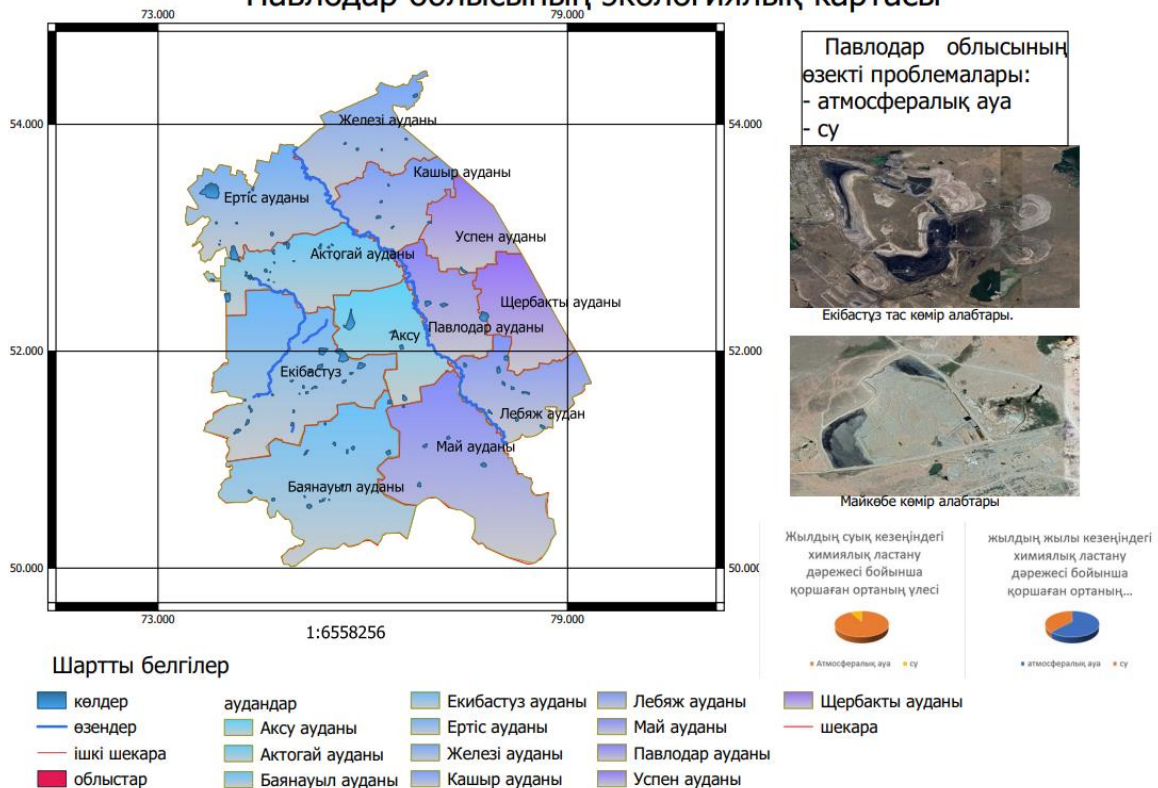 Павлодар облысының экологиялық картасы
73.000
79.000
54.000
54.000
52.000
52.000
50.000
50.000
73.000
79.000
Железі ауданы
Кашыр ауданы
Ертіс ауданы
Успен ауданы
Актогай ауданы
Щербакты ауданы
Павлодар ауданы
Аксу
Екібастуз
Лебяж аудан
Май ауданы
Баянауыл ауданы
1:6558256
Павлодар облысының
өзекті проблемалары:
- атмосфералық ауа
- су
Екібастұз тас көмір алабтары.
Майкөбе көмір алабтары
Жылдың суық кезеңіндегі
химиялық ластану
дәрежесі бойынша
қоршаған ортаның үлесі
Атмосфералық ауа
су
жылдың жылы кезеңіндегі
химиялық ластану
дәрежесі бойынша
қоршаған ортаның...
атмосфералық ауа
су
Шартты белгілер
көлдер
өзендер
ішкі шекара
облыстар
аудандар
Аксу ауданы
Актогай ауданы
Баянауыл ауданы
Екибастуз ауданы
Ертіс ауданы
Железі ауданы
Кашыр ауданы
Лебяж ауданы
Май ауданы
Павлодар ауданы
Успен ауданы
Щербакты ауданы
шекара